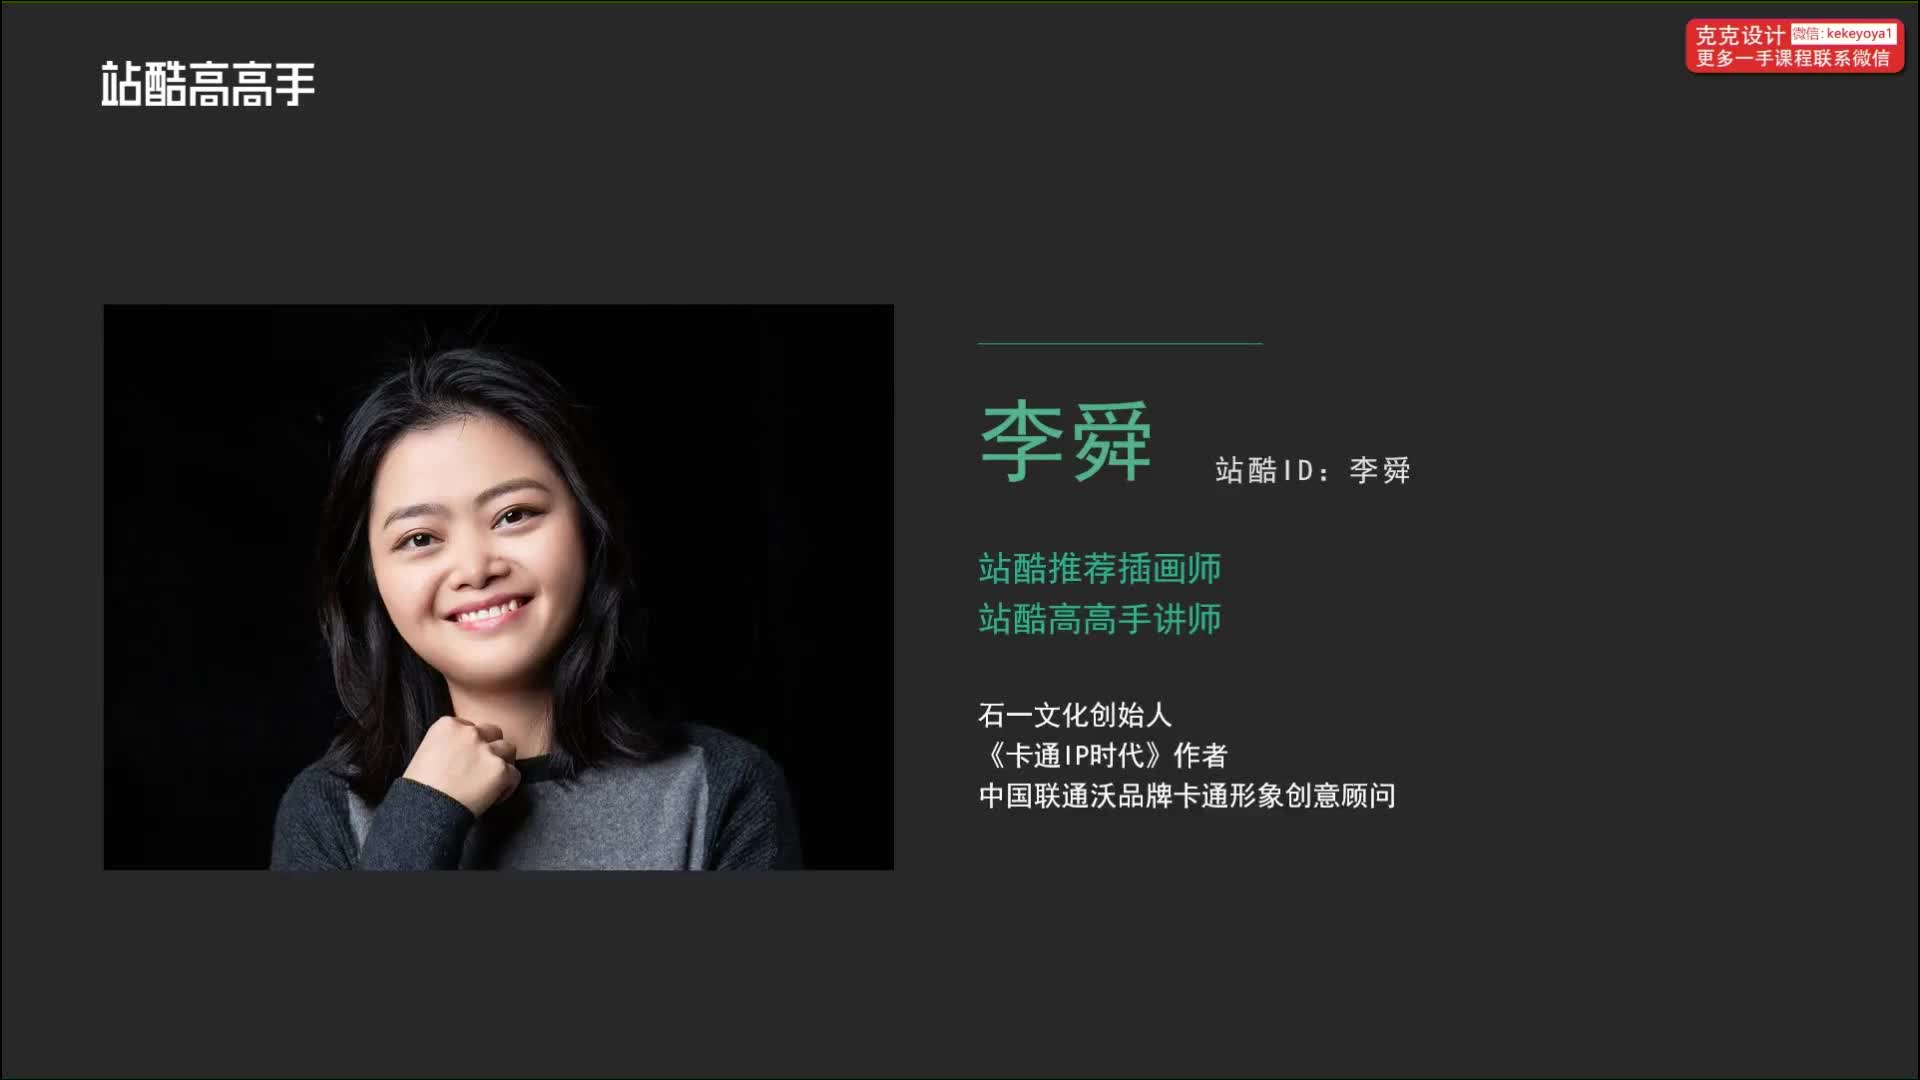 站酷高高手
克克设计 微信: kekeyoya1
更多一手课程联系微信
李舜
站酷ID：李舜
站酷推荐插画师
站酷高高手讲师
石一文化创始人
《卡通IP时代》作者
中国联通沃品牌卡通形象创意顾问